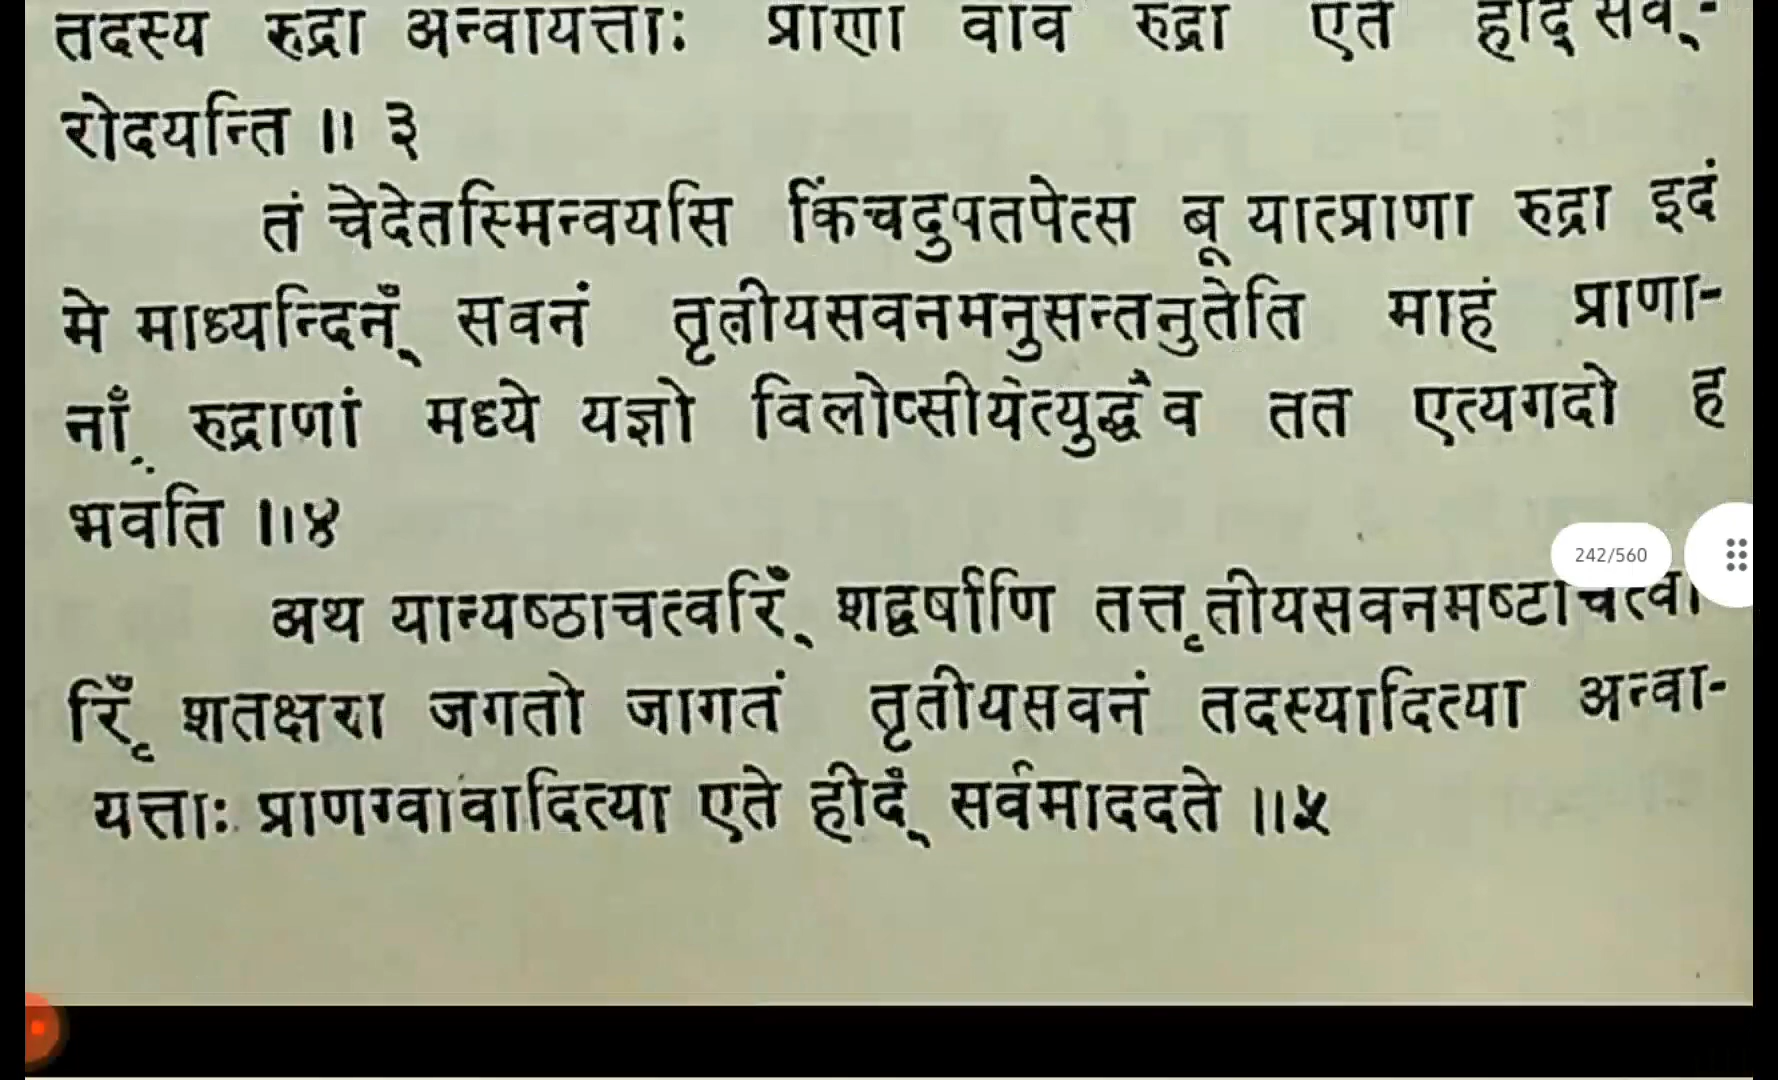 तदस्य रुद्रा अन्वायत्ताः प्राणा वाव रुद्रा एते हीदं सर्व-
रोदयन्ति ॥ ३
तं चेदेतस्मिन्वयसि किंचदुपतपेत्स ब्रू यात्प्राणा रुद्रा इदं
मे माध्यन्दिनँ् सवनं तृतीयसवनमनुसन्तनुतेति माहं प्राणा-
नाँ रुद्राणां मध्ये यज्ञो विलोप्सीयेत्युद्धैव तत एत्यगदो ह
भवति ॥४
242/560
अथ यान्यष्ठाचत्वरिँ् शद्वर्षाणि तत्तृतीयसवनमष्टाचत्वा
रिँ् शतक्षरा जगतो जागतं तृतीयसवनं तदस्यादित्या अन्वा-
यत्ताः प्राणग्वावादित्या एते हीदँ् सर्वमाददते ॥५